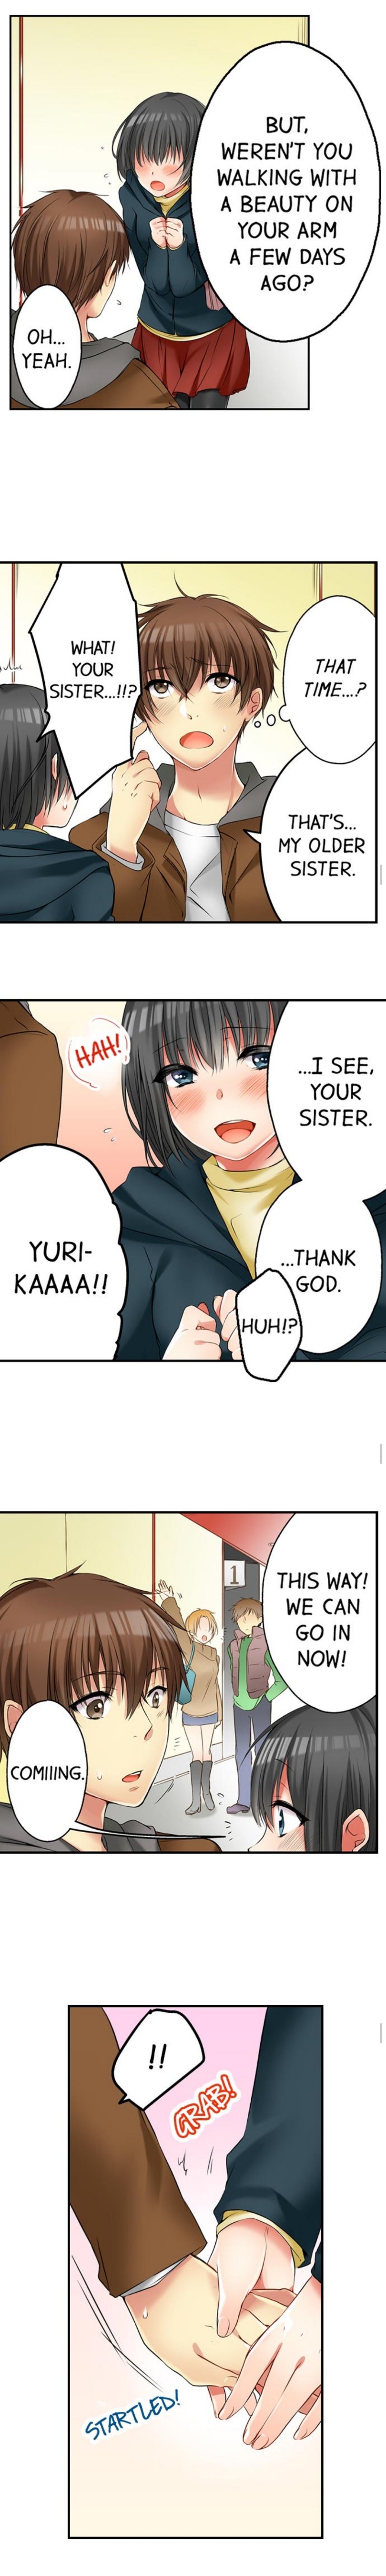 BUT,
WEREN'T YOU
WALKING WITH
A BEAUTY ON
YOUR ARM
A FEW DAYS
AGO?
OH...
YEAH.
THAT
TIME...?
THAT'S...
MY OLDER
SISTER.
WHAT!
YOUR
SISTER...!!?
...I SEE,
YOUR
SISTER.
HAH!
...THANK
GOD.
HUH!?
YURI-
KAAAA!!
THIS WAY!
WE CAN
GO IN
NOW!
1
COMIIING.
!!
GRAB!
STARTLED!